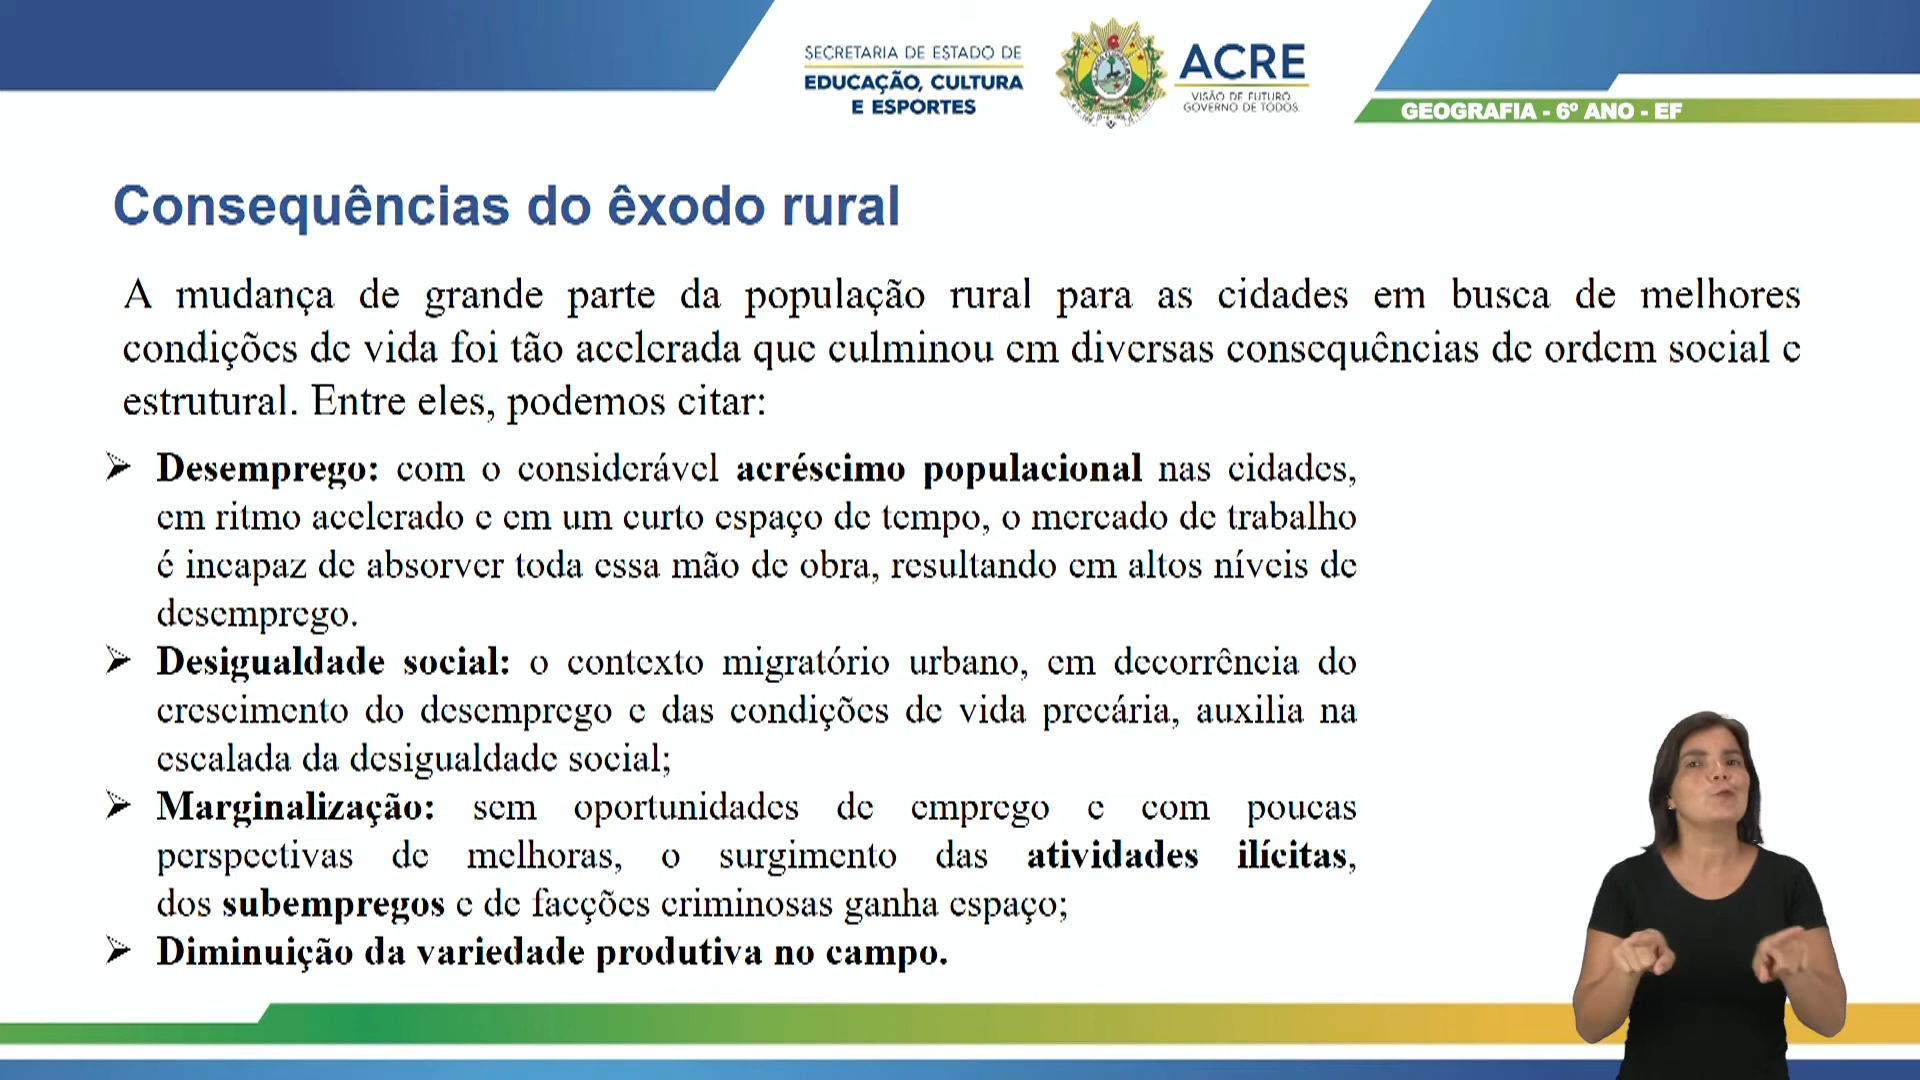 SECRETARIA DE ESTADO DE
EDUCAÇÃO, CULTURA
E ESPORTES
ACRE
VISÃO DE FUTURO
GOVERNO DE TODOS
GEOGRAFIA - 6º ANO - EF
Consequências do êxodo rural
A mudança de grande parte da população rural para as cidades em busca de melhores
condições de vida foi tão acelerada que culminou em diversas consequências de ordem social e
estrutural. Entre eles, podemos citar:
➢ Desemprego: com o considerável acréscimo populacional nas cidades,
em ritmo acelerado e em um curto espaço de tempo, o mercado de trabalho
é incapaz de absorver toda essa mão de obra, resultando em altos níveis de
desemprego.
➢ Desigualdade social: o contexto migratório urbano, em decorrência do
crescimento do desemprego e das condições de vida precária, auxilia na
escalada da desigualdade social;
➢ Marginalização: sem oportunidades de emprego e com poucas
perspectivas de melhoras, o surgimento das atividades ilícitas,
dos subempregos e de facções criminosas ganha espaço;
➢ Diminuição da variedade produtiva no campo.